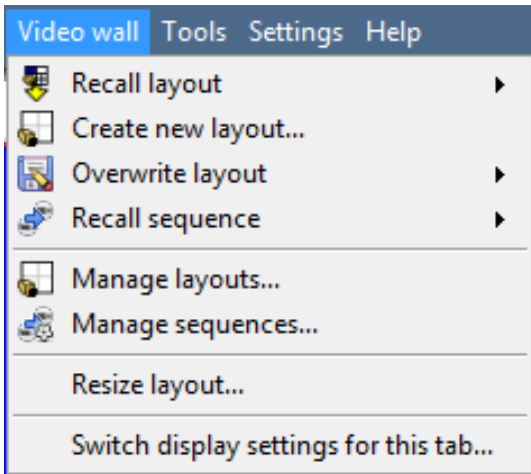 Video wall Tools Settings Help
Recall layout
Create new layout...
Overwrite layout
Recall sequence
Manage layouts...
Manage sequences...
Resize layout...
Switch display settings for this tab...